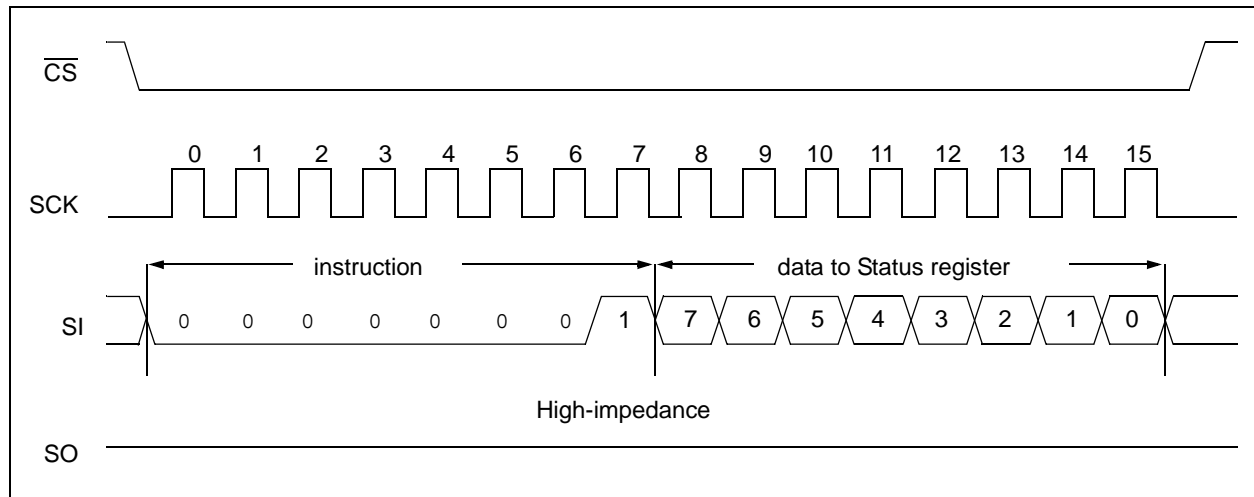 CS
0 1 2 3 4 5 6 7 8 9 10 11 12 13 14 15
SCK
instruction data to Status register
SI 0 0 0 0 0 0 0 1 7 6 5 4 3 2 1 0
High-impedance
SO